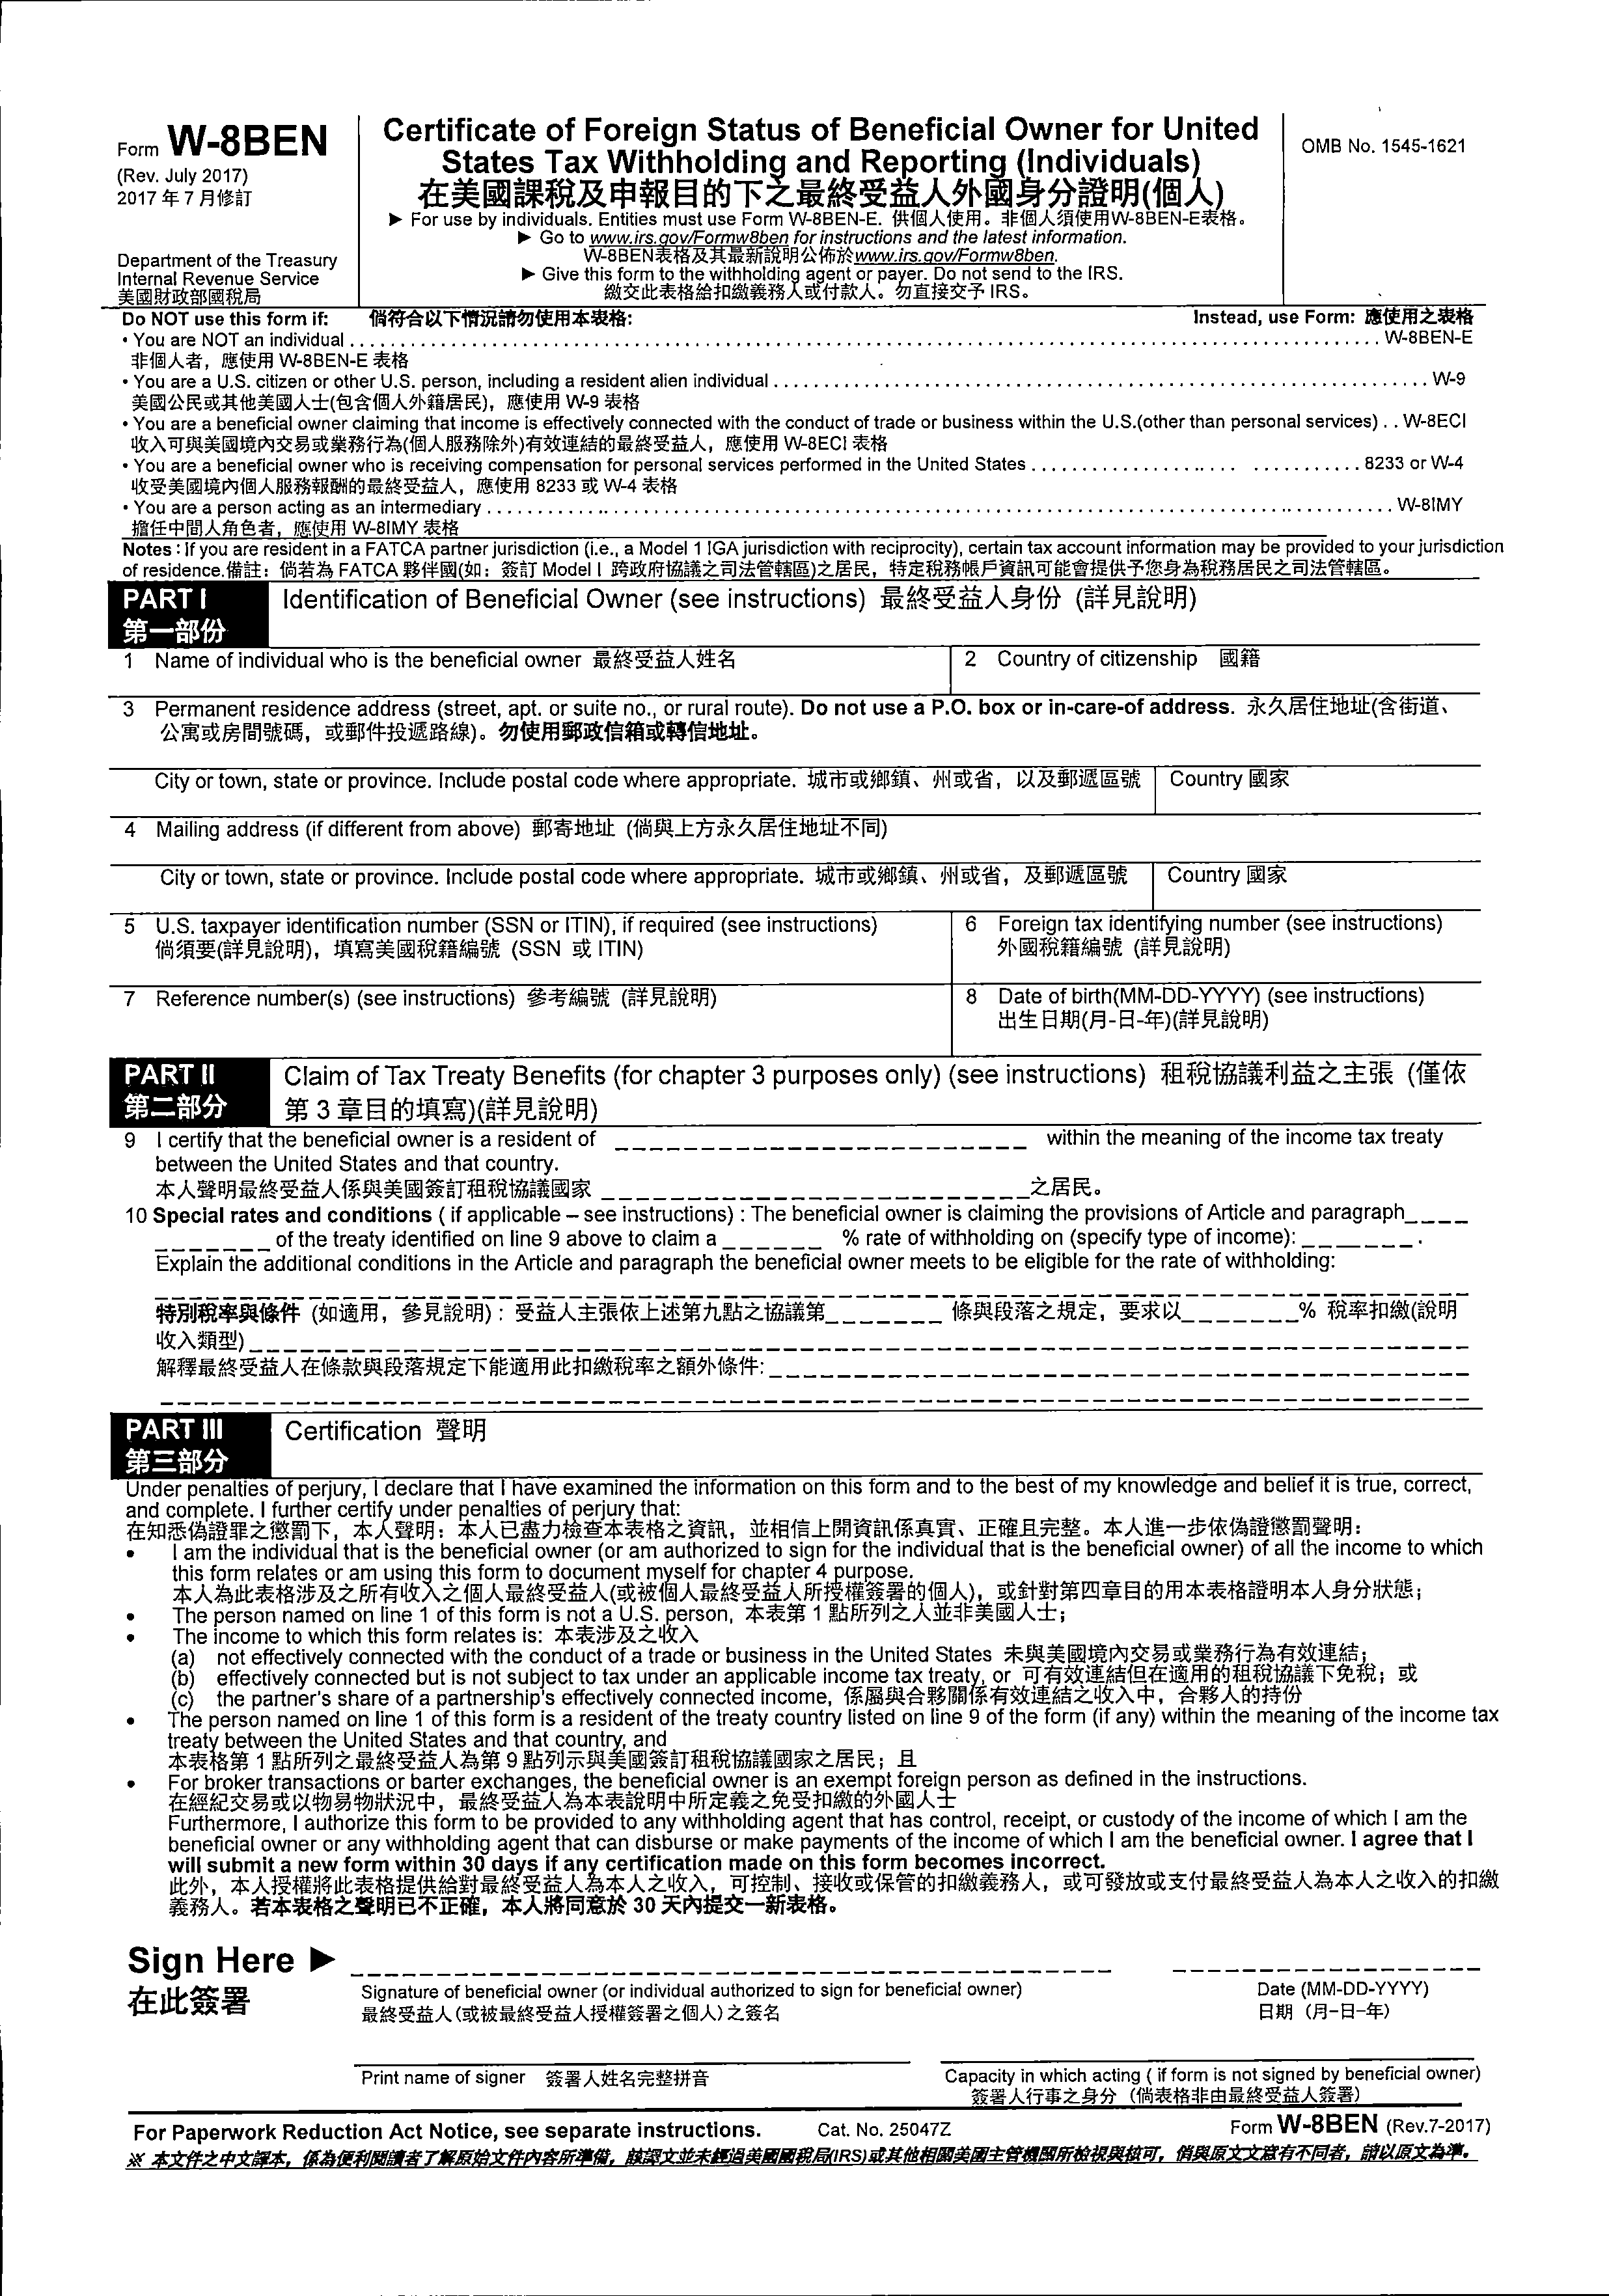 Form W-8BEN
(Rev. July 2017)
2017 年 7 月修訂
Department of the Treasury
Internal Revenue Service
美國財政部國稅局
Certificate of Foreign Status of Beneficial Owner for United
States Tax Withholding and Reporting (Individuals)
在美國課稅及申報目的下之最終受益人外國身分證明(個人)
► For use by individuals. Entities must use Form W-8BEN-E. 供個人使用。非個人須使用W-8BEN-E表格。
► Go to www.irs.gov/Formw8ben for instructions and the latest information.
W-8BEN表格及其最新說明公佈於www.irs.gov/Formw8ben.
► Give this form to the withholding agent or payer. Do not send to the IRS.
繳交此表格給扣繳義務人或付款人。勿直接交予 IRS。
OMB No. 1545-1621
Do NOT use this form if: 倘符合以下情況請勿使用本表格: Instead, use Form: 應使用之表格
• You are NOT an individual . . . . . . . . . . W-8BEN-E
非個人者，應使用 W-8BEN-E 表格
• You are a U.S. citizen or other U.S. person, including a resident alien individual . . . . . . . . . . W-9
美國公民或其他美國人士(包含個人外籍居民)，應使用 W-9 表格
• You are a beneficial owner claiming that income is effectively connected with the conduct of trade or business within the U.S.(other than personal services) . . W-8ECI
收入可與美國境內交易或業務行為(個人服務除外)有效連結的最終受益人，應使用 W-8ECI 表格
• You are a beneficial owner who is receiving compensation for personal services performed in the United States . . . . . . . . . . 8233 or W-4
收受美國境內個人服務報酬的最終受益人，應使用 8233 或 W-4 表格
• You are a person acting as an intermediary . . . . . . . . . . W-8IMY
擔任中間人角色者，應使用 W-8IMY 表格
Notes : If you are resident in a FATCA partner jurisdiction (i.e., a Model 1 IGA jurisdiction with reciprocity), certain tax account information may be provided to your jurisdiction
of residence.備註：倘若為 FATCA 夥伴國(如：簽訂 Model I 跨政府協議之司法管轄區)之居民，特定稅務帳戶資訊可能會提供予您身為稅務居民之司法管轄區。
PART I
第一部份
Identification of Beneficial Owner (see instructions) 最終受益人身份 (詳見說明)
1 Name of individual who is the beneficial owner 最終受益人姓名
2 Country of citizenship 國籍
3 Permanent residence address (street, apt. or suite no., or rural route). Do not use a P.O. box or in-care-of address. 永久居住地址(含街道、
公寓或房間號碼，或郵件投遞路線)。勿使用郵政信箱或轉信地址。
City or town, state or province. Include postal code where appropriate. 城市或鄉鎮、州或省，以及郵遞區號
Country 國家
4 Mailing address (if different from above) 郵寄地址 (倘與上方永久居住地址不同)
City or town, state or province. Include postal code where appropriate. 城市或鄉鎮、州或省，及郵遞區號
Country 國家
5 U.S. taxpayer identification number (SSN or ITIN), if required (see instructions)
倘須要(詳見說明)，填寫美國稅籍編號 (SSN 或 ITIN)
6 Foreign tax identifying number (see instructions)
外國稅籍編號 (詳見說明)
7 Reference number(s) (see instructions) 參考編號 (詳見說明)
8 Date of birth(MM-DD-YYYY) (see instructions)
出生日期(月-日-年)(詳見說明)
PART II
第二部分
Claim of Tax Treaty Benefits (for chapter 3 purposes only) (see instructions) 租稅協議利益之主張 (僅依
第 3 章目的填寫)(詳見說明)
9 I certify that the beneficial owner is a resident of ____________ within the meaning of the income tax treaty
between the United States and that country.
本人聲明最終受益人係與美國簽訂租稅協議國家 ____________之居民。
10 Special rates and conditions ( if applicable – see instructions) : The beneficial owner is claiming the provisions of Article and paragraph____
_______ of the treaty identified on line 9 above to claim a ______ % rate of withholding on (specify type of income): _______ .
Explain the additional conditions in the Article and paragraph the beneficial owner meets to be eligible for the rate of withholding:
特別稅率與條件 (如適用，參見說明)：受益人主張依上述第九點之協議第_______ 條與段落之規定，要求以_______% 稅率扣繳(說明
收入類型)____________
解釋最終受益人在條款與段落規定下能適用此扣繳稅率之額外條件:____________
PART III
第三部分
Certification 聲明
Under penalties of perjury, I declare that I have examined the information on this form and to the best of my knowledge and belief it is true, correct,
and complete. I further certify under penalties of perjury that:
在知悉偽證罪之懲罰下，本人聲明：本人已盡力檢查本表格之資訊，並相信上開資訊係真實、正確且完整。本人進一步依偽證懲罰聲明：
• I am the individual that is the beneficial owner (or am authorized to sign for the individual that is the beneficial owner) of all the income to which
this form relates or am using this form to document myself for chapter 4 purpose.
本人為此表格涉及之所有收入之個人最終受益人(或被個人最終受益人所授權簽署的個人)，或針對第四章目的用本表格證明本人身分狀態；
• The person named on line 1 of this form is not a U.S. person, 本表第 1 點所列之人並非美國人士；
• The income to which this form relates is: 本表涉及之收入
(a) not effectively connected with the conduct of a trade or business in the United States 未與美國境內交易或業務行為有效連結；
(b) effectively connected but is not subject to tax under an applicable income tax treaty, or 可有效連結但在適用的租稅協議下免稅；或
(c) the partner's share of a partnership's effectively connected income, 係屬與合夥關係有效連結之收入中，合夥人的持份
• The person named on line 1 of this form is a resident of the treaty country listed on line 9 of the form (if any) within the meaning of the income tax
treaty between the United States and that country, and
本表格第 1 點所列之最終受益人為第 9 點列示與美國簽訂租稅協議國家之居民；且
• For broker transactions or barter exchanges, the beneficial owner is an exempt foreign person as defined in the instructions.
在經紀交易或以物易物狀況中，最終受益人為本表說明中所定義之免受扣繳的外國人士
Furthermore, I authorize this form to be provided to any withholding agent that has control, receipt, or custody of the income of which I am the
beneficial owner or any withholding agent that can disburse or make payments of the income of which I am the beneficial owner. I agree that I
will submit a new form within 30 days if any certification made on this form becomes incorrect.
此外，本人授權將此表格提供給對最終受益人為本人之收入，可控制、接收或保管的扣繳義務人，或可發放或支付最終受益人為本人之收入的扣繳
義務人。若本表格之聲明已不正確，本人將同意於 30 天內提交一新表格。
Sign Here ►
在此簽署
Signature of beneficial owner (or individual authorized to sign for beneficial owner)
最終受益人(或被最終受益人授權簽署之個人)之簽名
Date (MM-DD-YYYY)
日期 (月-日-年)
Print name of signer 簽署人姓名完整拼音
Capacity in which acting ( if form is not signed by beneficial owner)
簽署人行事之身分 (倘表格非由最終受益人簽署)
For Paperwork Reduction Act Notice, see separate instructions. Cat. No. 25047Z Form W-8BEN (Rev.7-2017)
※ 本文件之中文譯本，係為便利閱讀者了解原始文件內容所準備，該譯文並未經過美國國稅局(IRS)或其他相關美國主管機關所檢視與核可，倘與原文文意有不同者，請以原文為準。